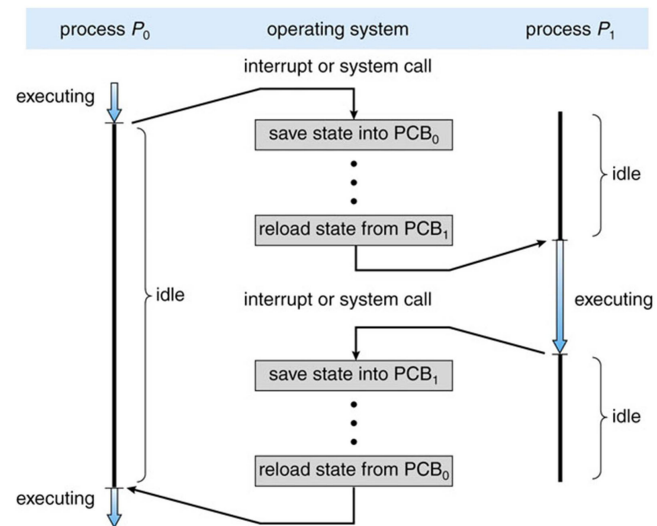 process P₀ operating system process P₁
interrupt or system call
executing
save state into PCB₀
idle
reload state from PCB₁
idle
interrupt or system call
executing
save state into PCB₁
idle
reload state from PCB₀
executing